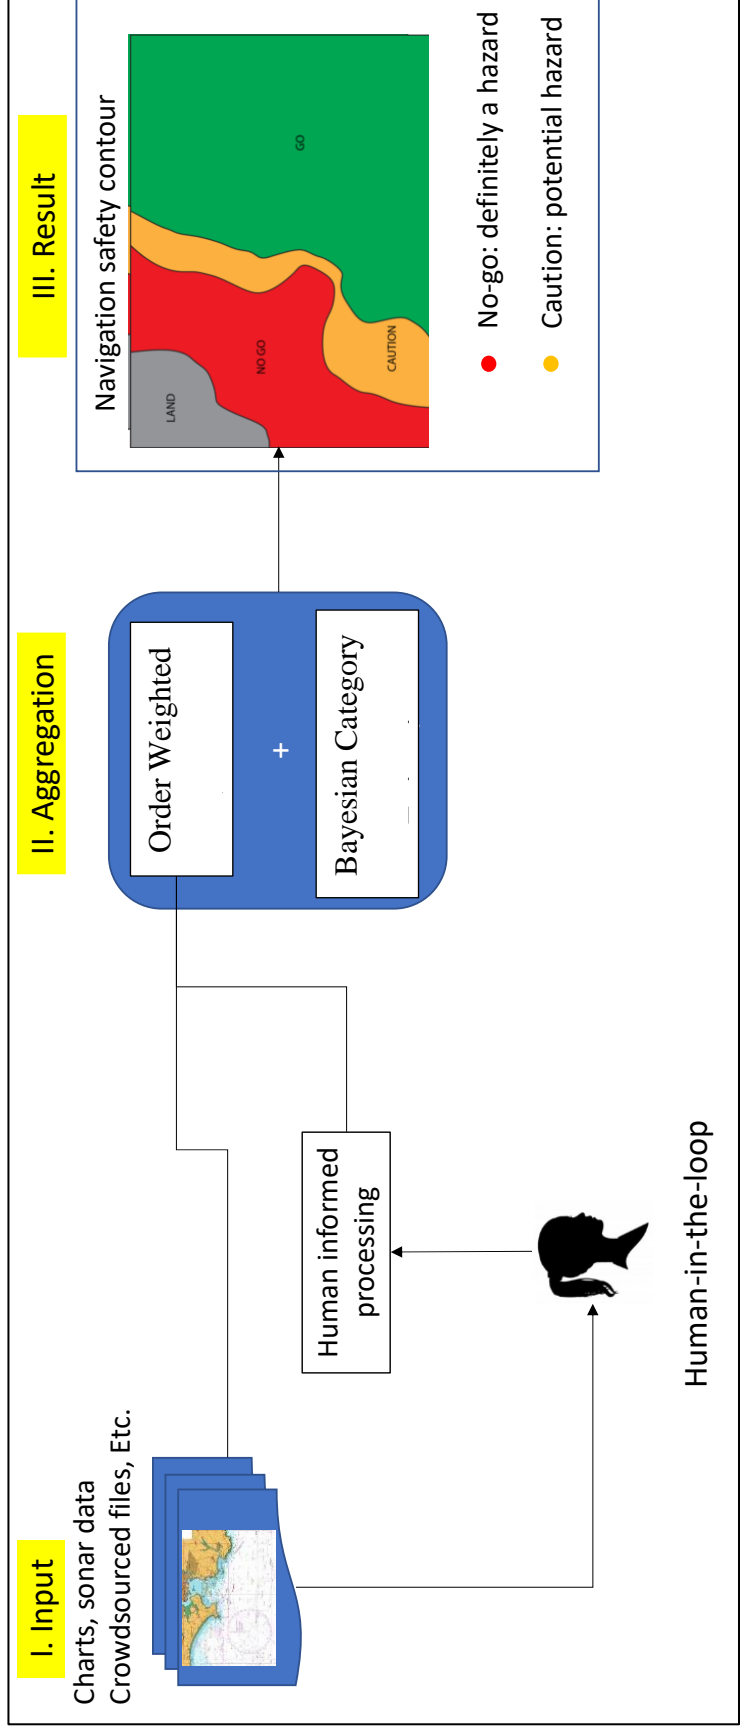 I. Input
Charts, sonar data
Crowdsourced files, Etc.
Human informed
processing
Human-in-the-loop
II. Aggregation
Order Weighted
+
Bayesian Category
III. Result
Navigation safety contour
LAND
NO GO
CAUTION
GO
No-go: definitely a hazard
Caution: potential hazard